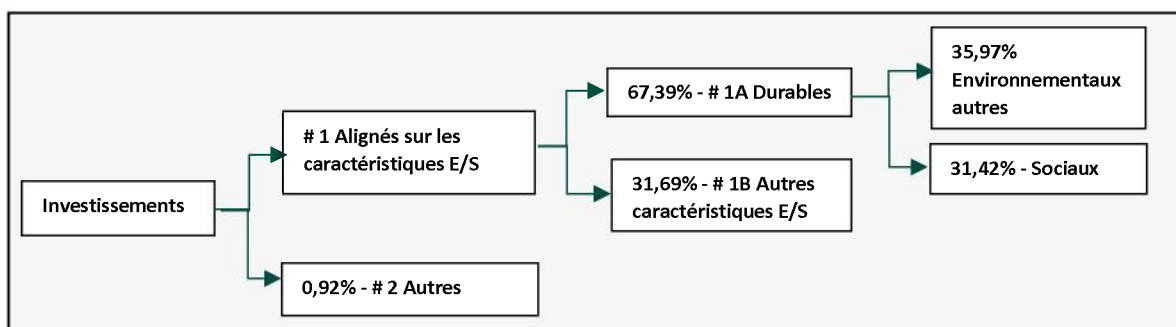 Investissements
# 1 Alignés sur les
caractéristiques E/S
0,92% - # 2 Autres
67,39% - # 1A Durables
31,69% - # 1B Autres
caractéristiques E/S
35,97%
Environnementaux
autres
31,42% - Sociaux